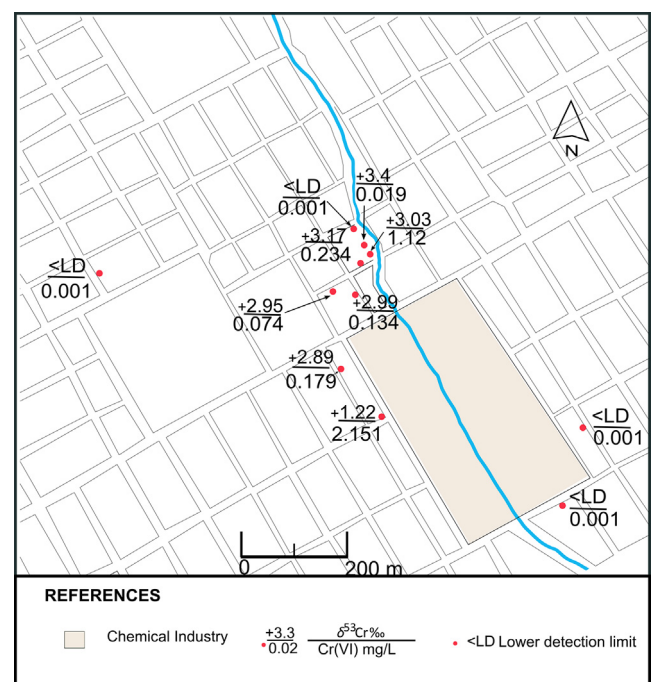 +3.4
0.019
<LD
0.001
+3.03
1.12
+3.17
0.234
<LD
0.001
+2.95
0.074
+2.99
0.134
+2.89
0.179
+1.22
2.151
<LD
0.001
<LD
0.001
N
0 200 m
REFERENCES
Chemical Industry
+3.3
0.02
δ53Cr‰
Cr(VI) mg/L
<LD Lower detection limit